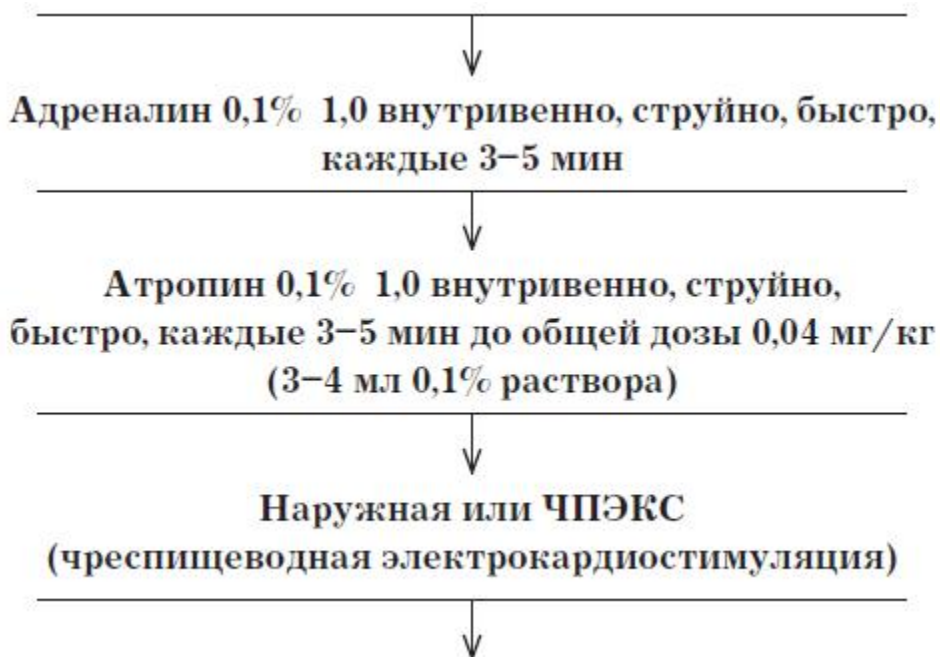 Адреналин 0,1% 1,0 внутривенно, струйно, быстро,
каждые 3−5 мин
Атропин 0,1% 1,0 внутривенно, струйно,
быстро, каждые 3−5 мин до общей дозы 0,04 мг/кг
(3−4 мл 0,1% раствора)
Наружная или ЧПЭКС
(чреспищеводная электрокардиостимуляция)